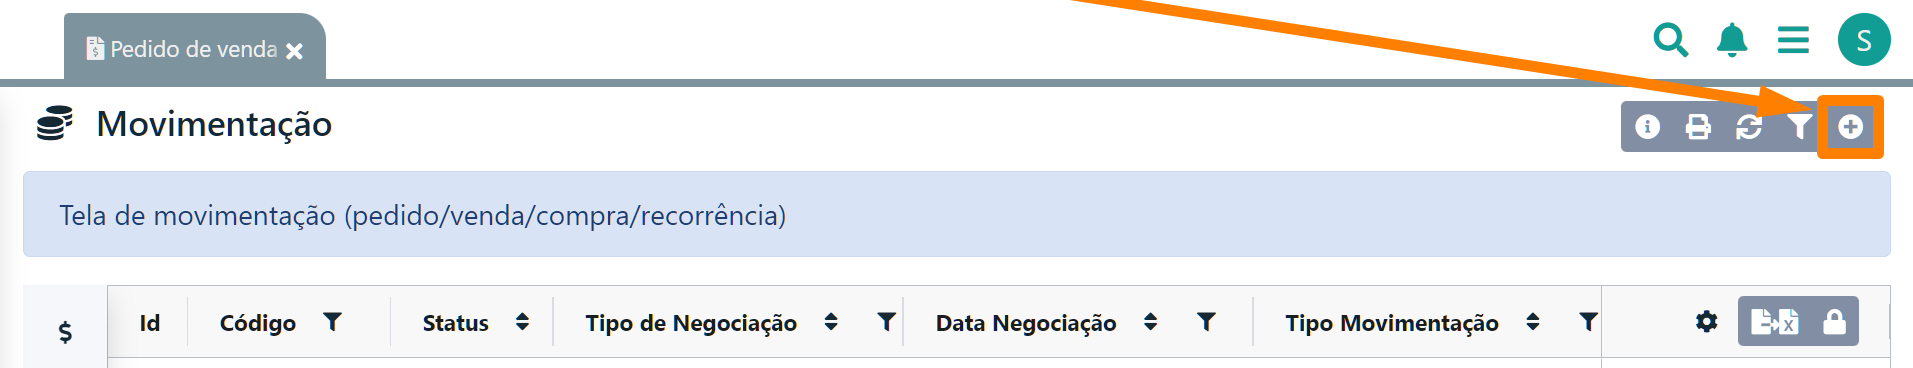 Pedido de venda
S
Movimentação
Tela de movimentação (pedido/venda/compra/recorrência)
$ Id Código Status Tipo de Negociação Data Negociação Tipo Movimentação